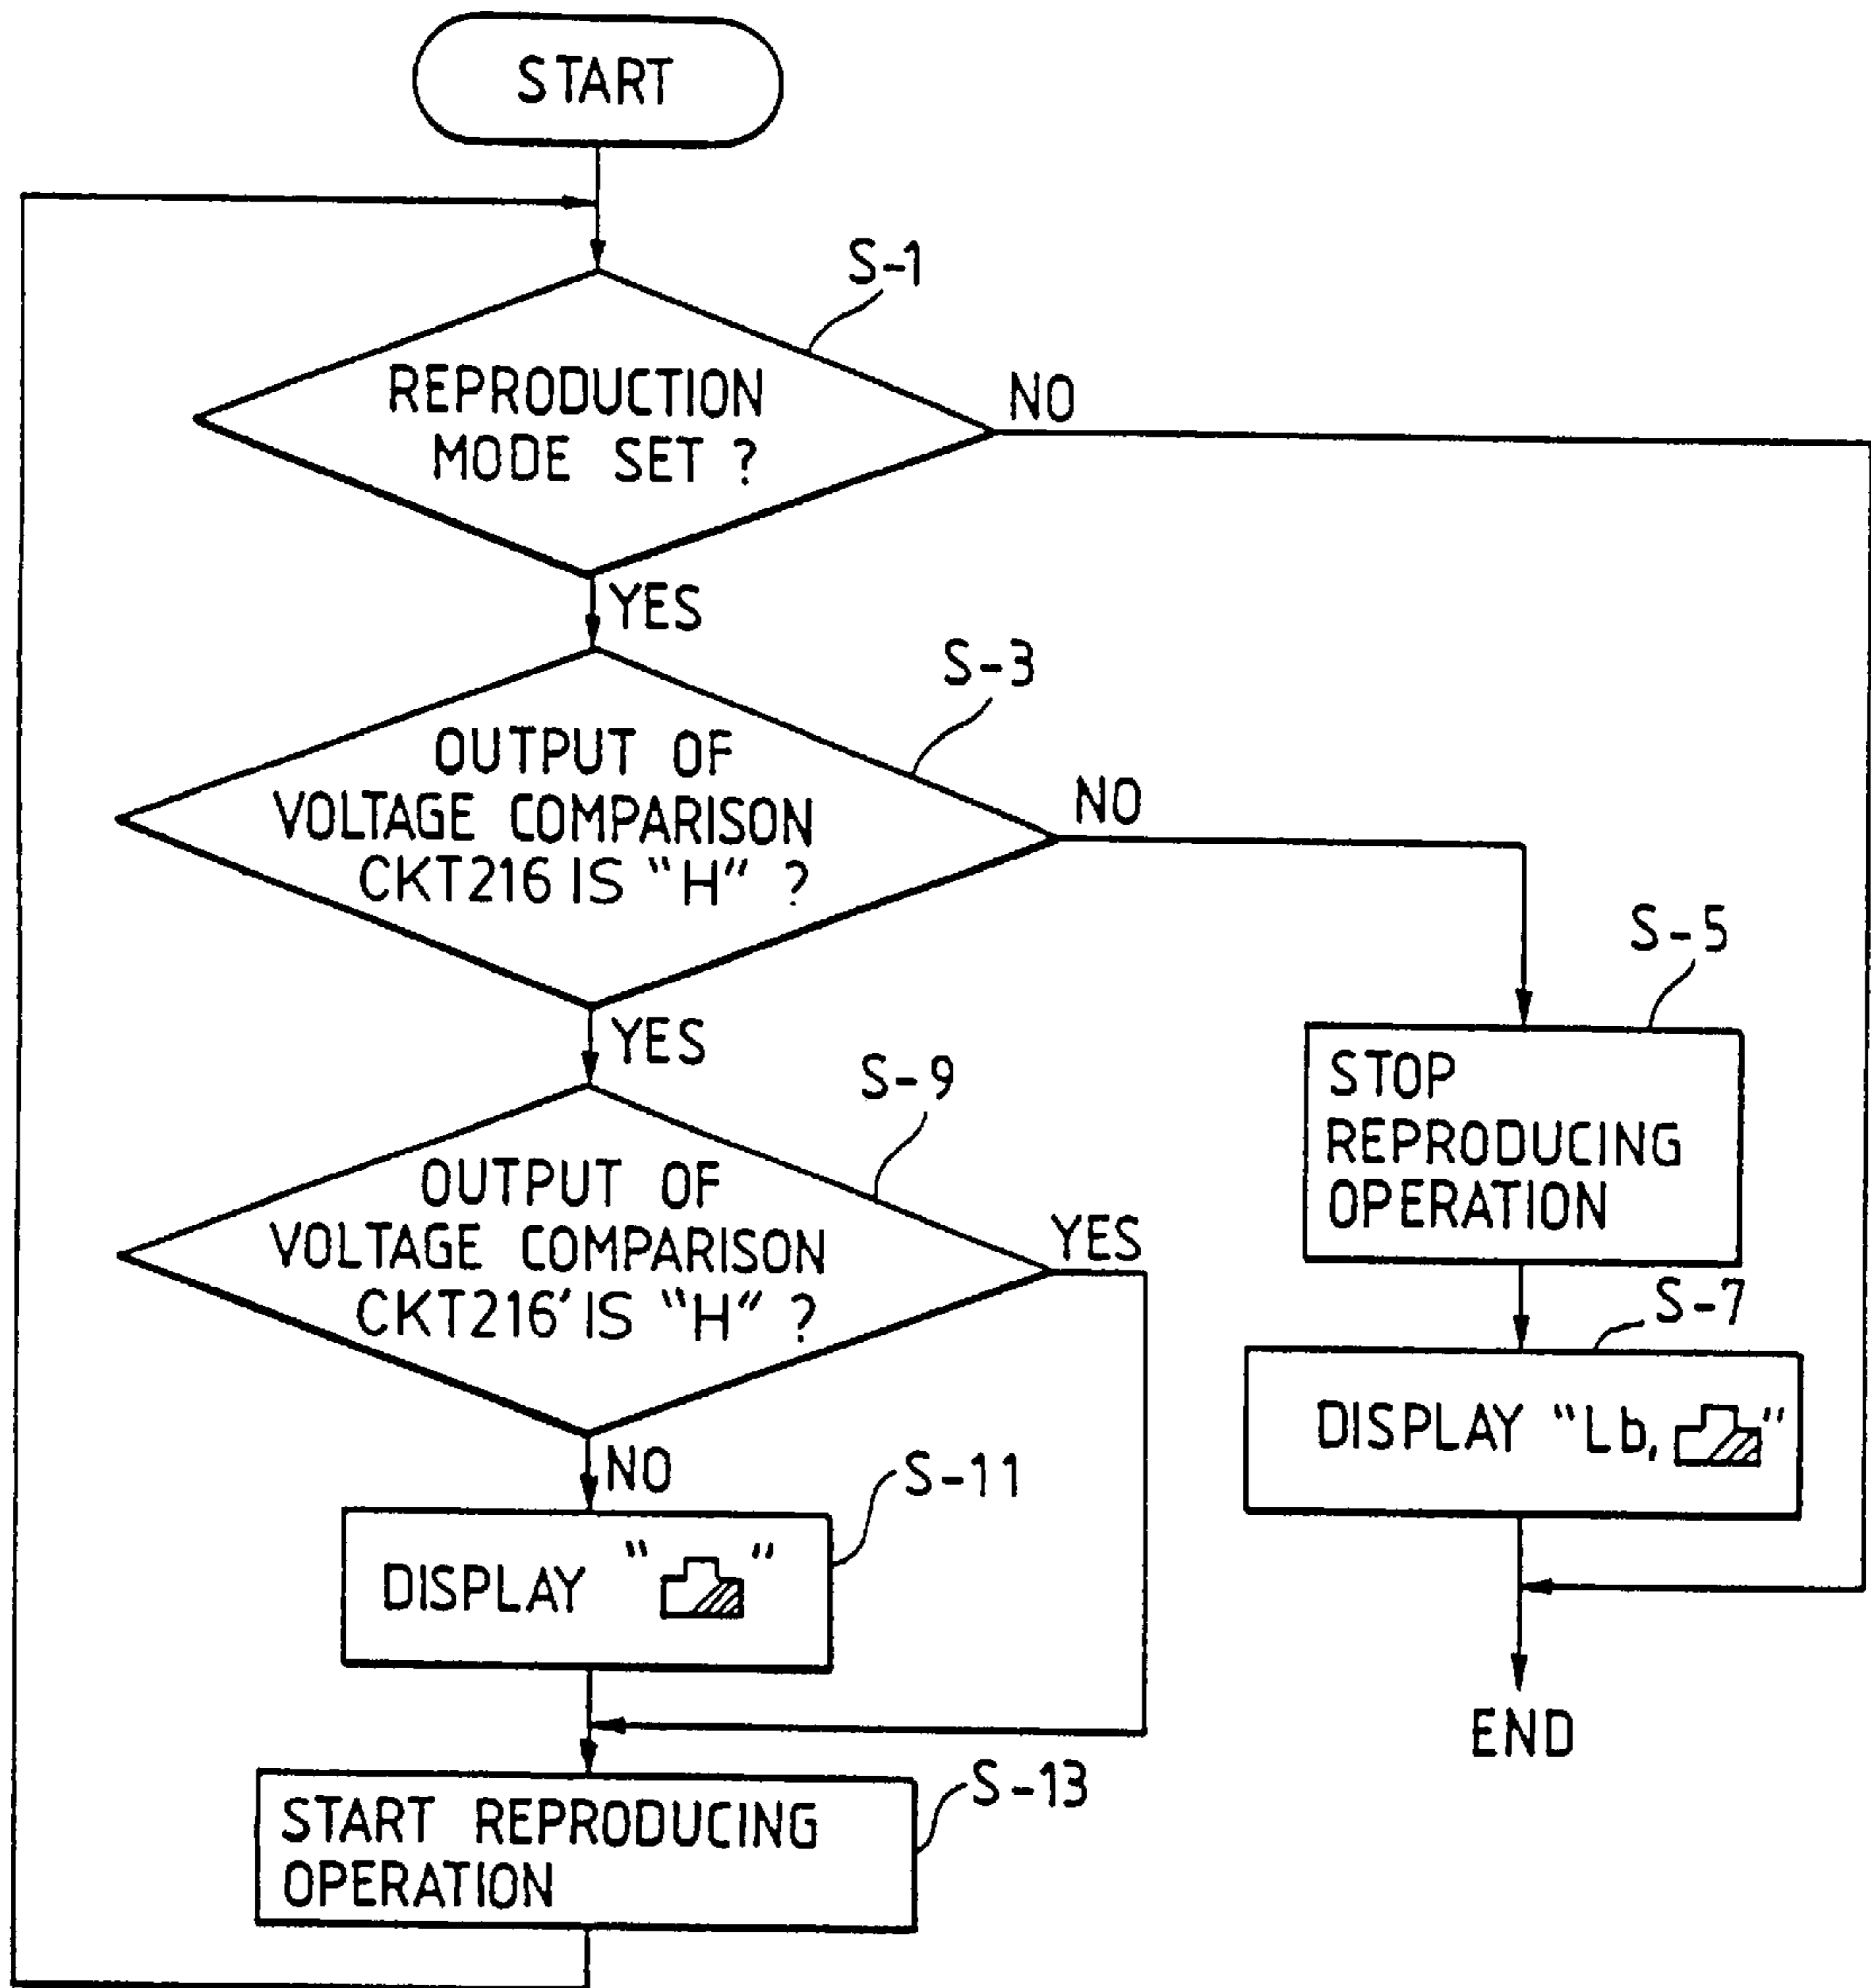 START
S-1
REPRODUCTION
MODE SET ?
NO
YES
S-3
OUTPUT OF
VOLTAGE COMPARISON
CKT216 IS "H" ?
NO
YES
S-5
STOP
REPRODUCING
OPERATION
S-9
OUTPUT OF
VOLTAGE COMPARISON
CKT216' IS "H" ?
YES
NO
S-7
DISPLAY "Lb, "
S-11
DISPLAY " "
END
S-13
START REPRODUCING
OPERATION